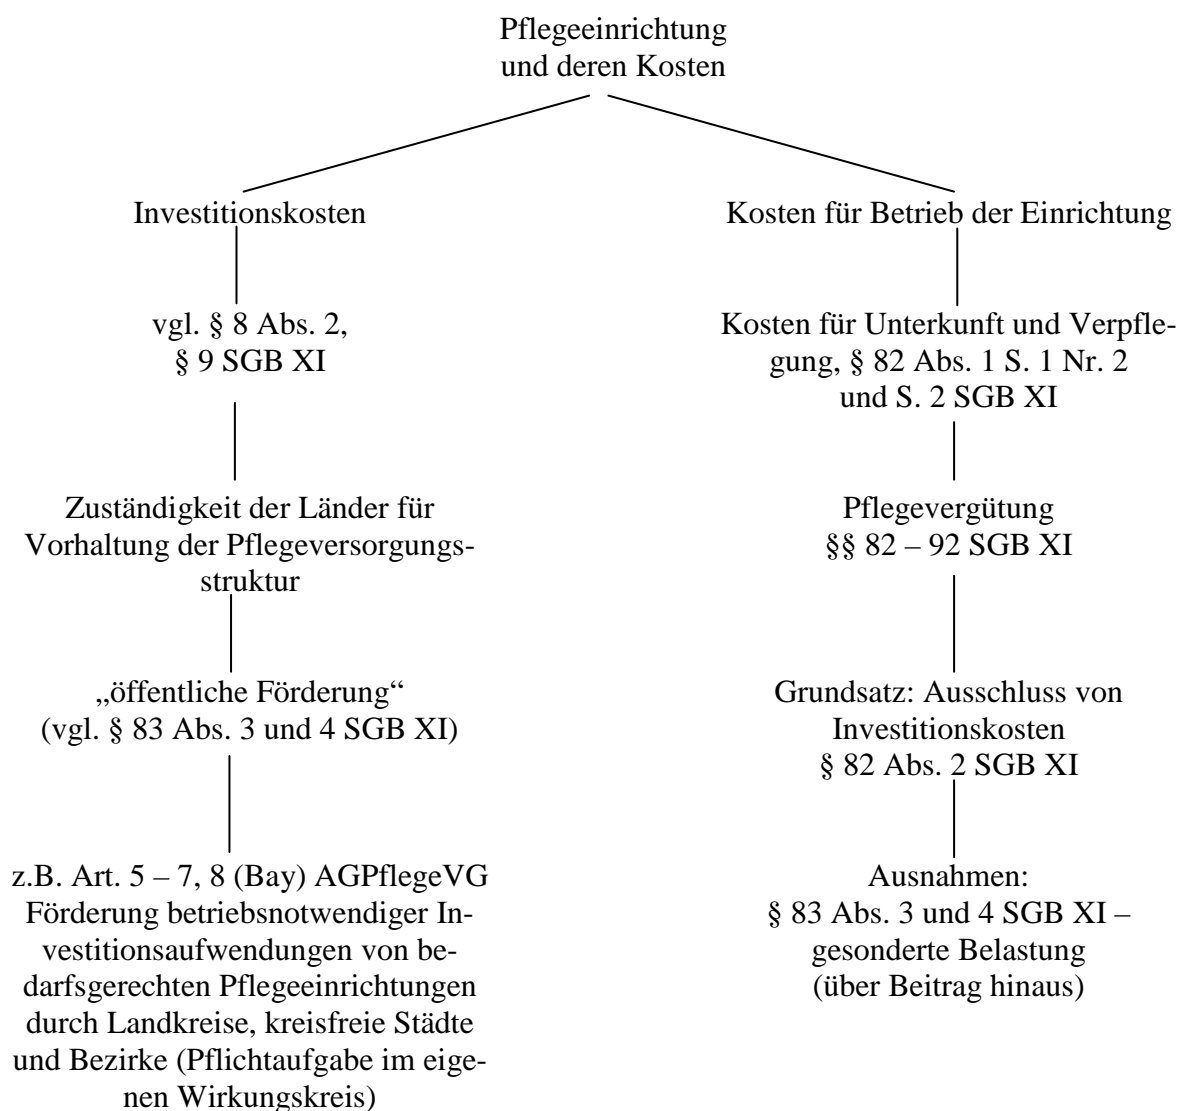 Pflegeeinrichtung
und deren Kosten
Investitionskosten
vgl. § 8 Abs. 2,
§ 9 SGB XI
Zuständigkeit der Länder für
Vorhaltung der Pflegeversorgungs-
struktur
„öffentliche Förderung“
(vgl. § 83 Abs. 3 und 4 SGB XI)
z.B. Art. 5 – 7, 8 (Bay) AGPflegeVG
Förderung betriebsnotwendiger In-
vestitionsaufwendungen von be-
darfsgerechten Pflegeeinrichtungen
durch Landkreise, kreisfreie Städte
und Bezirke (Pflichtaufgabe im eige-
nen Wirkungskreis)
Kosten für Betrieb der Einrichtung
Kosten für Unterkunft und Verpfle-
gung, § 82 Abs. 1 S. 1 Nr. 2
und S. 2 SGB XI
Pflegevergütung
§§ 82 – 92 SGB XI
Grundsatz: Ausschluss von
Investitionskosten
§ 82 Abs. 2 SGB XI
Ausnahmen:
§ 83 Abs. 3 und 4 SGB XI –
gesonderte Belastung
(über Beitrag hinaus)